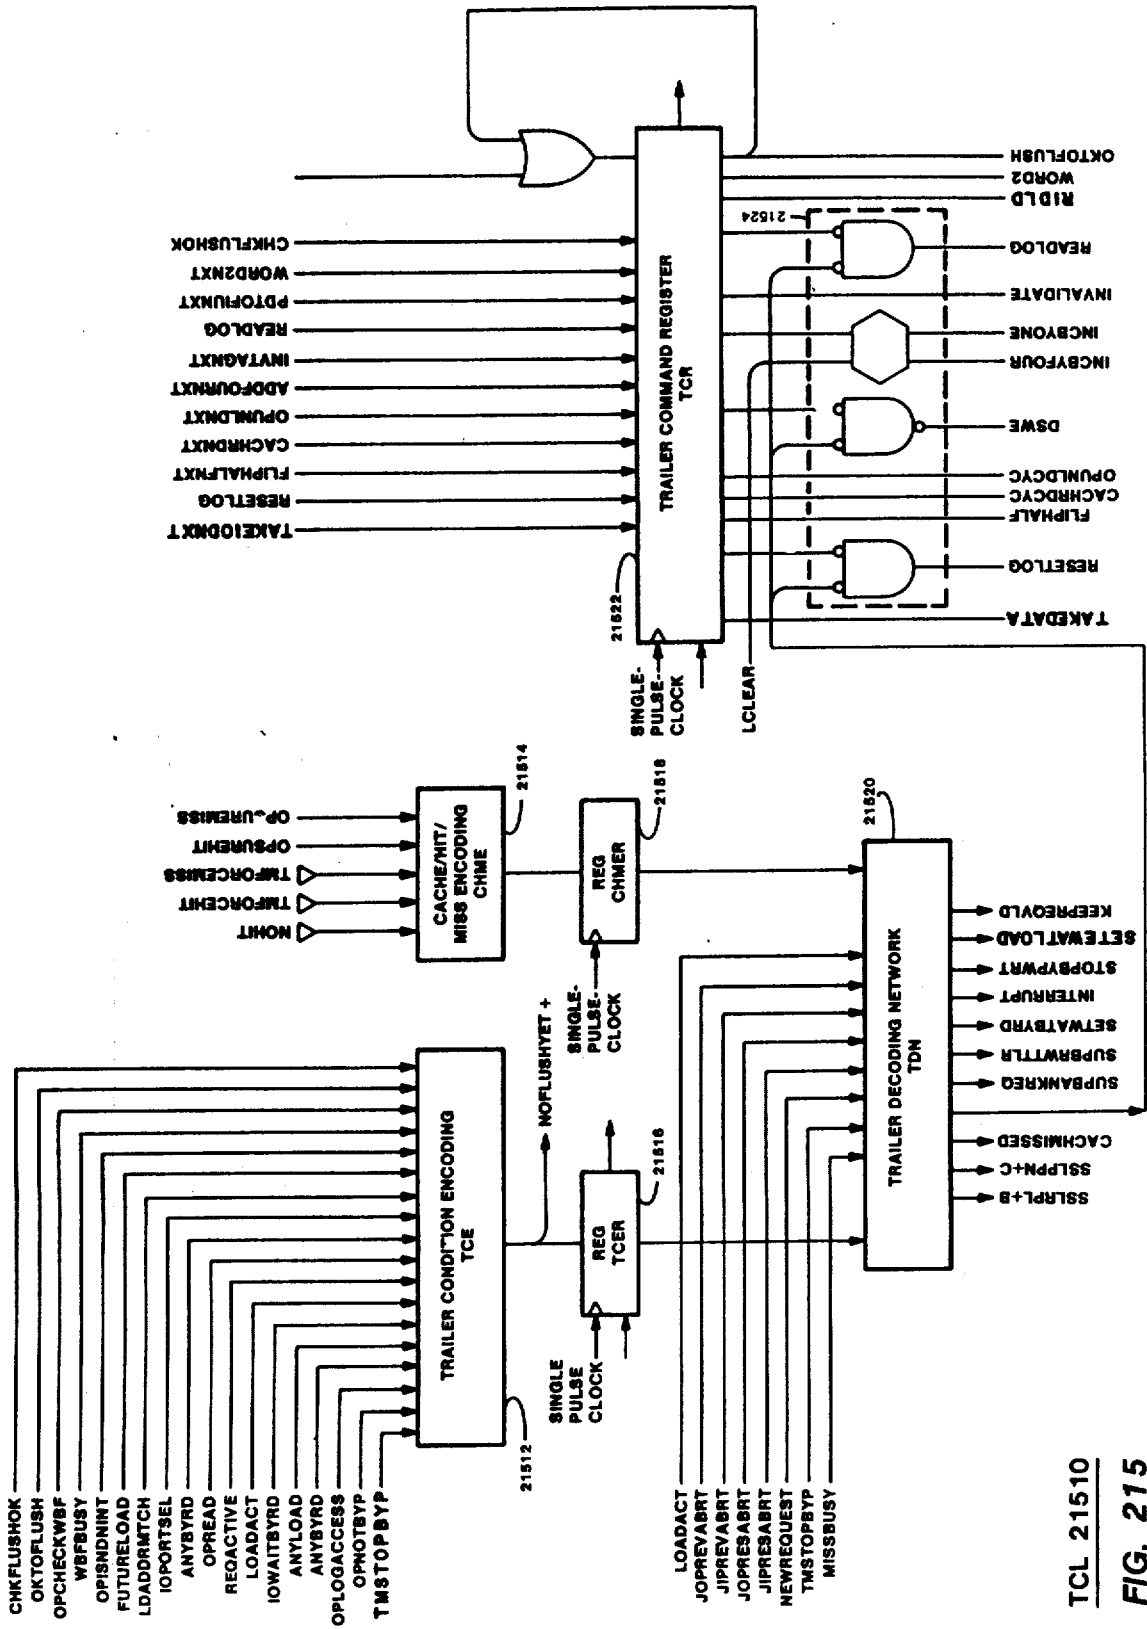 CHKFLUSHOK
OKTOFLUSH
OPCHECKWBF
WBFBUSY
OPISNDNINT
FUTURELOAD
LDADDRMTCH
IOPORTSEL
ANYBYRD
OPREAD
REQACTIVE
LOADACT
IOWAITBYRD
ANYLOAD
ANYBYRD
OPLOGACCESS
OPNOTBYP
TMSTOPBYP
TRAILER CONDITION ENCODING
TCE
21512
NOFLUSHYET +
SINGLE
PULSE
CLOCK
REG
TCER
21516
NOHIT
TMFORCEHIT
TMFORCEMISS
OPSUREHIT
OPSUREMISS
CACHE/HIT/
MISS ENCODING
CHME
21514
SINGLE-
PULSE-
CLOCK
REG
CHMER
21518
LOADACT
JOPREVABRT
JIPREVABRT
JOPRESABRT
JIPRESABRT
NEWREQUEST
TMSTOPBYP
MISSBUSY
TRAILER DECODING NETWORK
TDN
21520
SSLRPL+B
SSLPPN+C
CACHMISSED
SUPBANKREQ
SUPBRWTTLR
SETWATBYRD
INTERRUPT
STOPBYPWRT
SETEWATLOAD
KEEPREQVLD
TAKEIODNXT
RESETLOG
FLIPHALFNXT
CACHRDNXT
OPUNLDNXT
ADDFOURNXT
INVTAGNXT
READLOG
PDTOFIUNXT
WORD2NXT
CHKFLUSHOK
21522
SINGLE-
PULSE-
CLOCK
TRAILER COMMAND REGISTER
TCR
LCLEAR
21524
TAKEDATA
RESETLOG
FLIPHALF
CACHRDCYC
OPUNLDCYC
DSWE
INCBYFOUR
INCBYONE
INVALIDATE
READLOG
RIDLD
WORD2
OKTOFLUSH
TCL 21510
FIG. 215